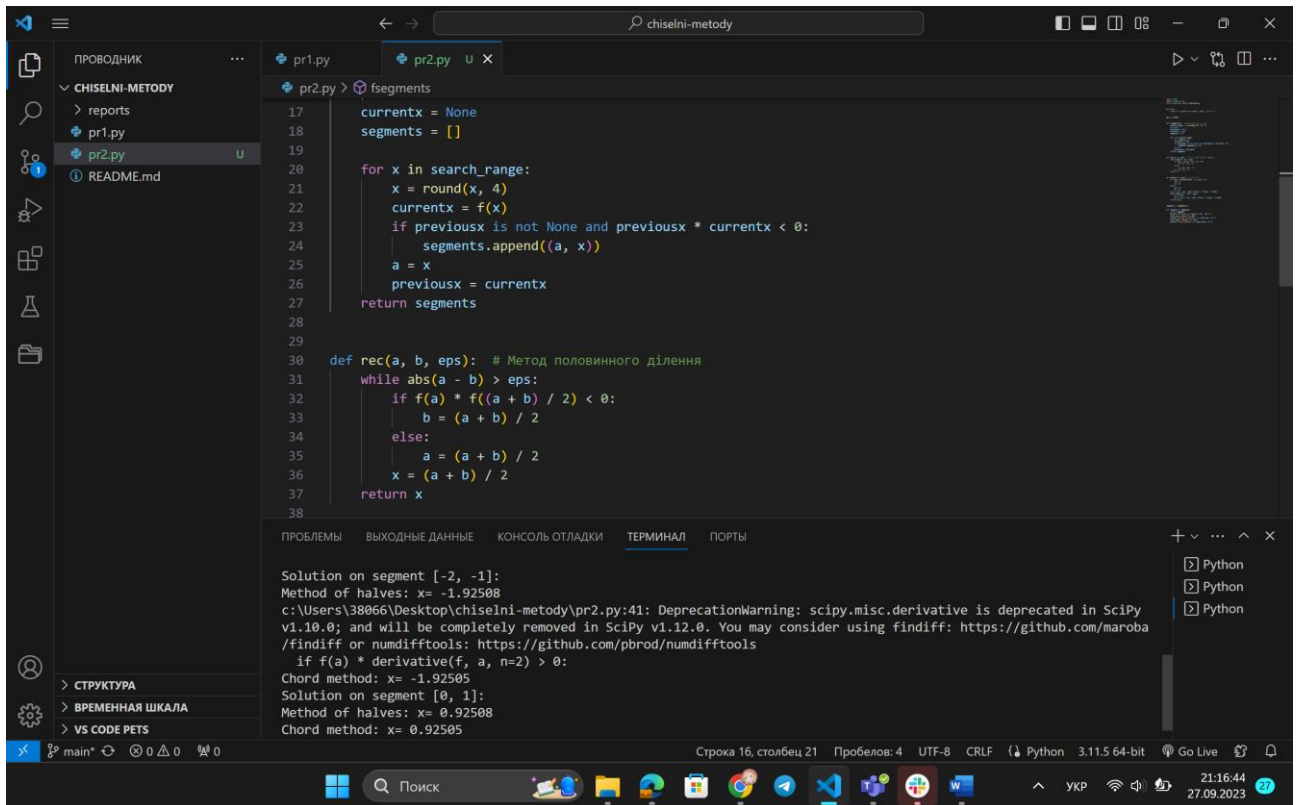 chiselni-metody
ПРОВОДНИК
CHISELNI-METODY
reports
pr1.py
pr2.py U
README.md
СТРУКТУРА
ВРЕМЕННАЯ ШКАЛА
VS CODE PETS
1
pr1.py
pr2.py U
pr2.py > fsegments
17 currentx = None
18 segments = []
19
20 for x in search_range:
21 x = round(x, 4)
22 currentx = f(x)
23 if previousx is not None and previousx * currentx < 0:
24 segments.append((a, x))
25 a = x
26 previousx = currentx
27 return segments
28
29
30 def rec(a, b, eps): # Метод половинного ділення
31 while abs(a - b) > eps:
32 if f(a) * f((a + b) / 2) < 0:
33 b = (a + b) / 2
34 else:
35 a = (a + b) / 2
36 x = (a + b) / 2
37 return x
38
ПРОБЛЕМЫ ВЫХОДНЫЕ ДАННЫЕ КОНСОЛЬ ОТЛАДКИ ТЕРМИНАЛ ПОРТЫ
Solution on segment [-2, -1]:
Method of halves: x= -1.92508
c:\Users\38066\Desktop\chiselni-metody\pr2.py:41: DeprecationWarning: scipy.misc.derivative is deprecated in SciPy
v1.10.0; and will be completely removed in SciPy v1.12.0. You may consider using findiff: https://github.com/maroba
/findiff or numdifftools: https://github.com/pbrod/numdifftools
if f(a) * derivative(f, a, n=2) > 0:
Chord method: x= -1.92505
Solution on segment [0, 1]:
Method of halves: x= 0.92508
Chord method: x= 0.92505
Python
Python
Python
main* 0 0 0 Строка 16, столбец 21 Пробелов: 4 UTF-8 CRLF Python 3.11.5 64-bit Go Live
Поиск
УКР
21:16:44
27.09.2023
27